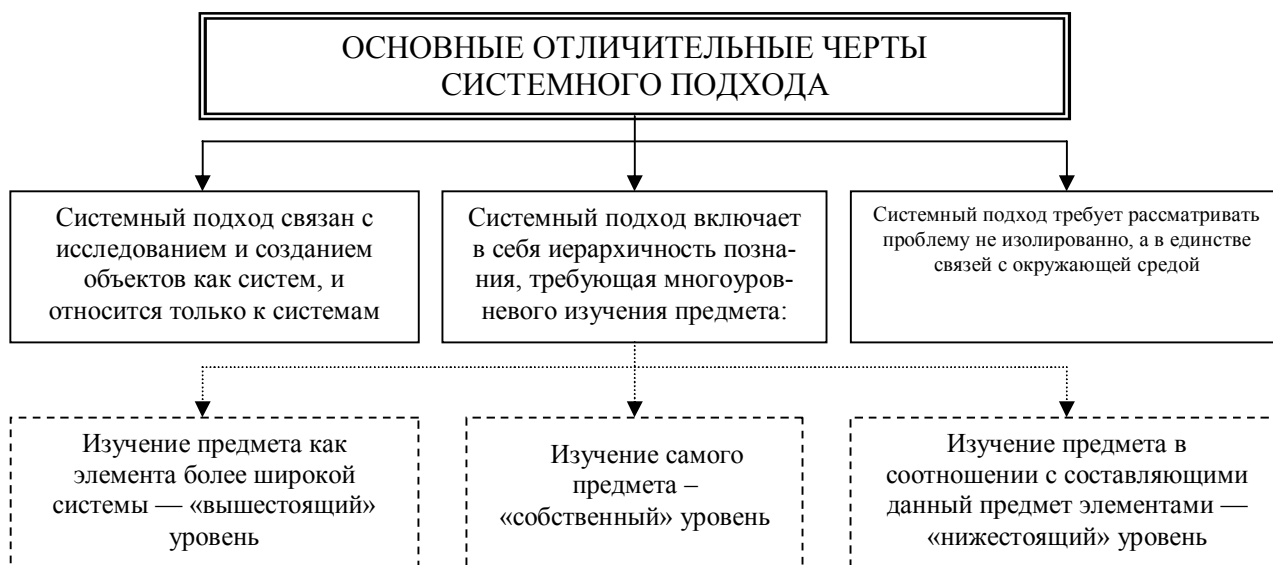 ОСНОВНЫЕ ОТЛИЧИТЕЛЬНЫЕ ЧЕРТЫ
СИСТЕМНОГО ПОДХОДА
Системный подход связан с
исследованием и созданием
объектов как систем, и
относится только к системам
Системный подход включает
в себя иерархичность позна-
ния, требующая многоуров-
невого изучения предмета:
Системный подход требует рассматривать
проблему не изолированно, а в единстве
связей с окружающей средой
Изучение предмета как
элемента более широкой
системы — «вышестоящий»
уровень
Изучение самого
предмета –
«собственный» уровень
Изучение предмета в
соотношении с составляющими
данный предмет элементами —
«нижестоящий» уровень